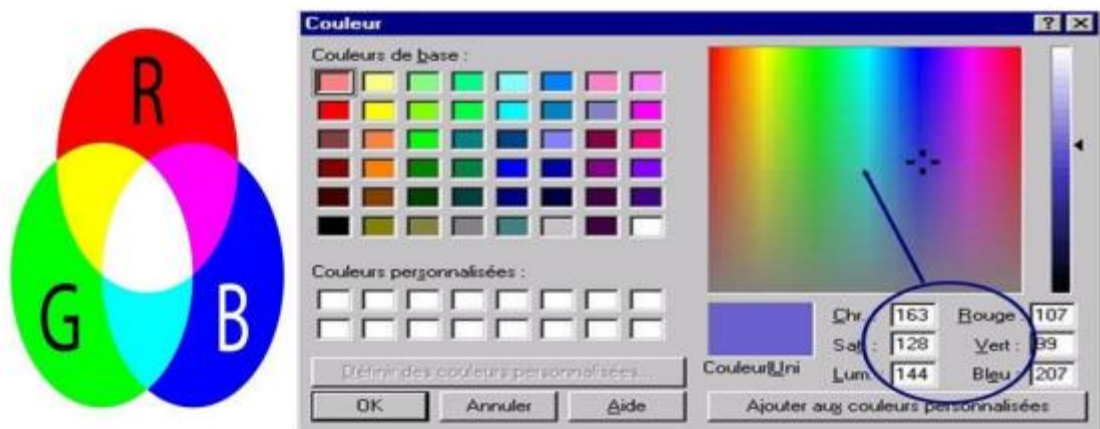 R
G B
Couleur
Couleurs de base :
Couleurs personnalisées :
Définir des couleurs personnalisées...
OK Annuler Aide
Couleur|Uni
Chr. 163 Rouge 107
Sat : 128 Vert : 99
Lum. 144 Bleu : 207
Ajouter aux couleurs personnalisées